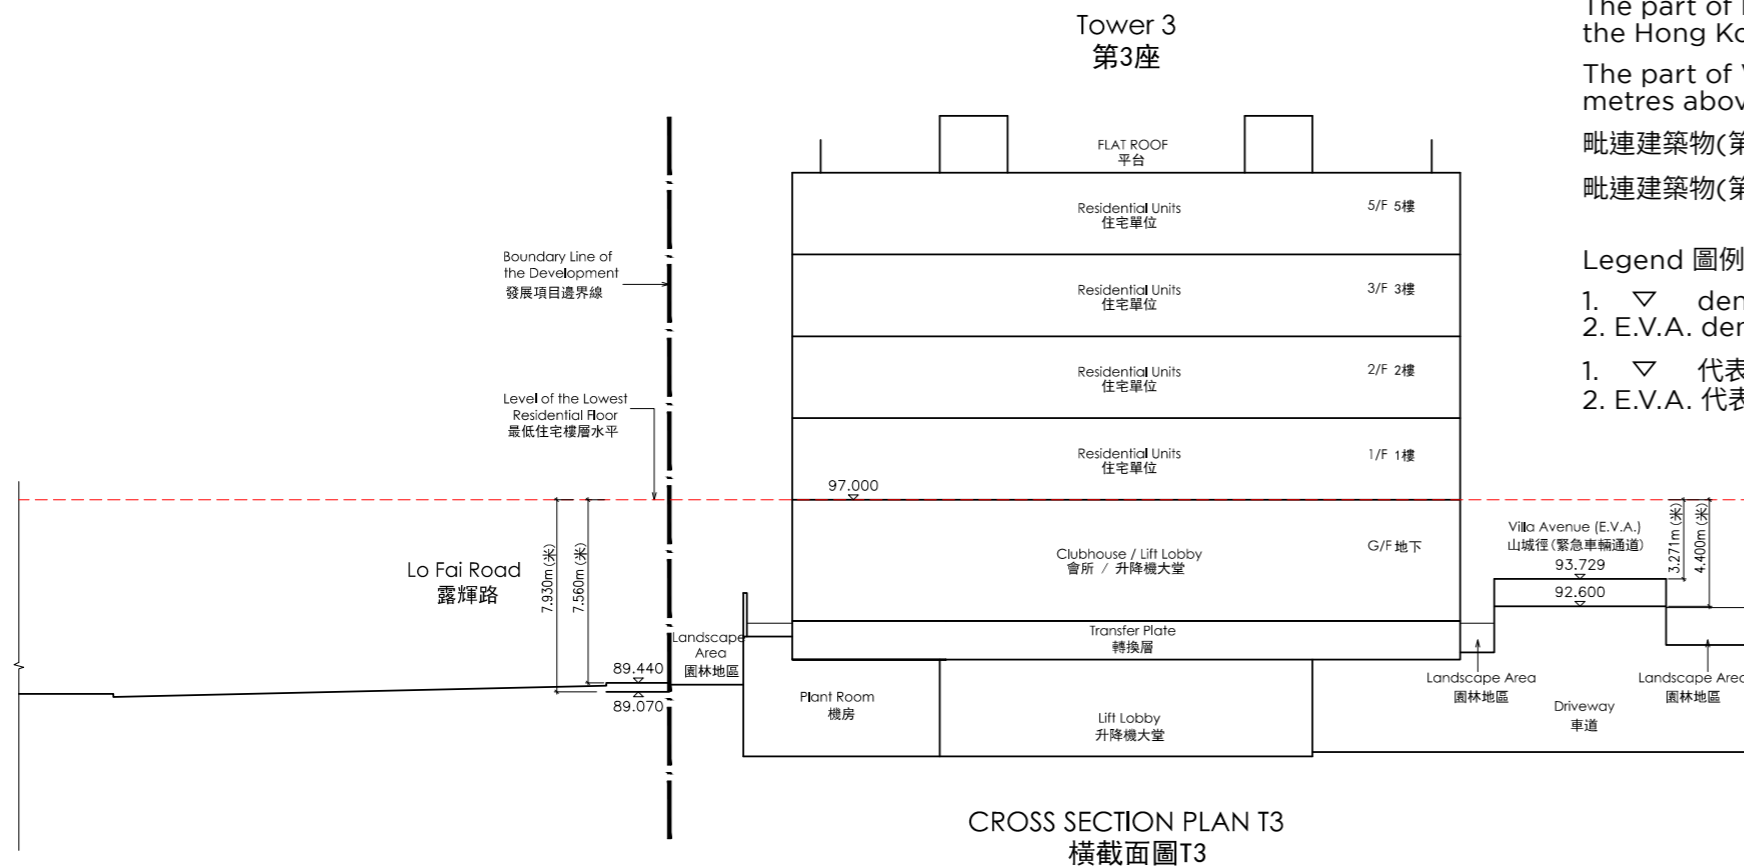 Tower 3
第3座
The part of
the Hong Ko
The part of
metres abov
毗連建築物(第
毗連建築物(第
Legend 圖例
1. ▽ den
2. E.V.A. den
1. ▽ 代表
2. E.V.A. 代表
FLAT ROOF
平台
Residential Units
住宅單位
5/F 5樓
Boundary Line of
the Development
發展項目邊界線
Residential Units
住宅單位
3/F 3樓
Residential Units
住宅單位
2/F 2樓
Level of the Lowest
Residential Floor
最低住宅樓層水平
Residential Units
住宅單位
1/F 1樓
97.000
Lo Fai Road
露輝路
7.930m (米)
7.560m (米)
Clubhouse / Lift Lobby
會所 / 升降機大堂
G/F 地下
Villa Avenue (E.V.A.)
山城徑 (緊急車輛通道)
93.729
92.600
3.271m (米)
4.400m (米)
Transfer Plate
轉換層
Landscape
Area
園林地區
89.440
89.070
Plant Room
機房
Lift Lobby
升降機大堂
Landscape Area
園林地區
Driveway
車道
Landscape Area
園林地區
CROSS SECTION PLAN T3
橫截面圖T3